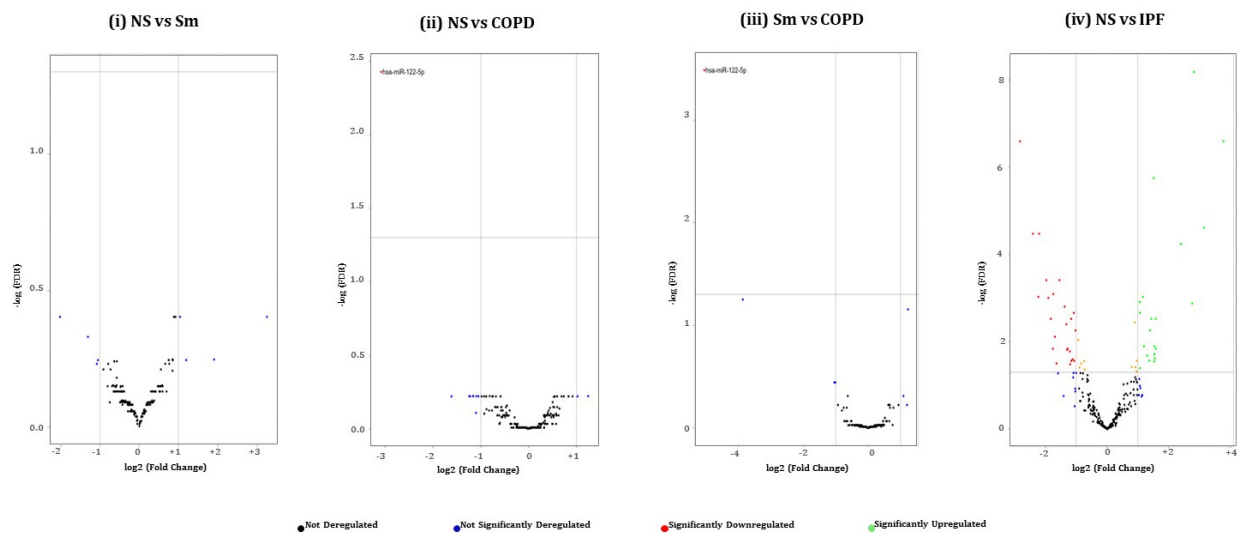 (i) NS vs Sm
(ii) NS vs COPD
(iii) Sm vs COPD
(iv) NS vs IPF
-log (FDR)
1.0
0.5
0.0
-2
-1
0
+1
+2
+3
log2 (Fold Change)
-log (FDR)
2.5
2.0
1.5
1.0
0.5
0.0
hsa-miR-122-5p
-3
-2
-1
0
+1
log2 (Fold Change)
-log (FDR)
3
2
1
0
hsa-miR-122-5p
-4
-2
0
log2 (Fold Change)
-log (FDR)
8
6
4
2
0
-2
0
+2
+4
log2 (Fold Change)
Not Deregulated
Not Significantly Deregulated
Significantly Downregulated
Significantly Upregulated